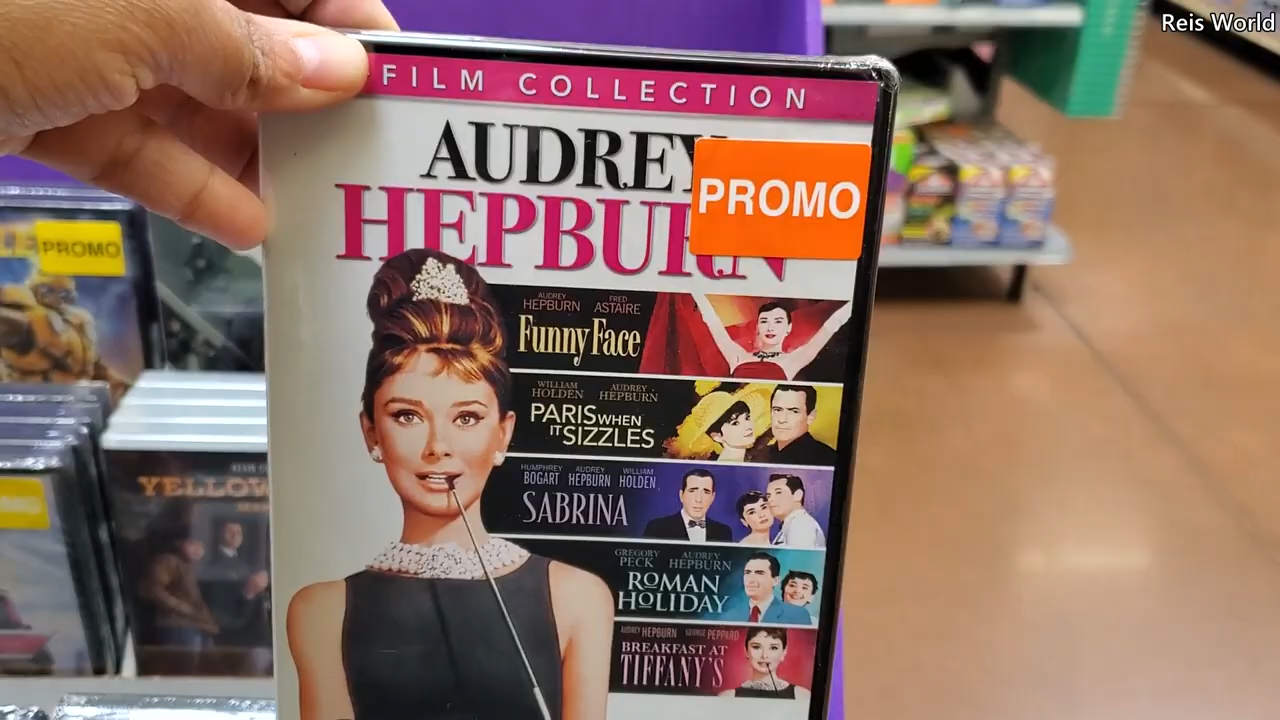 Reis World
FILM COLLECTION
AUDREY
HEPBURN
PROMO
PROMO
AUDREY HEPBURN FRED ASTAIRE
Funny Face
WILLIAM HOLDEN AUDREY HEPBURN
PARIS WHEN
IT SIZZLES
HUMPHREY BOGART AUDREY HEPBURN WILLIAM HOLDEN
SABRINA
GREGORY PECK AUDREY HEPBURN
ROMAN
HOLIDAY
AUDREY HEPBURN GEORGE PEPPARD
BREAKFAST AT
TIFFANY'S
YELLOW